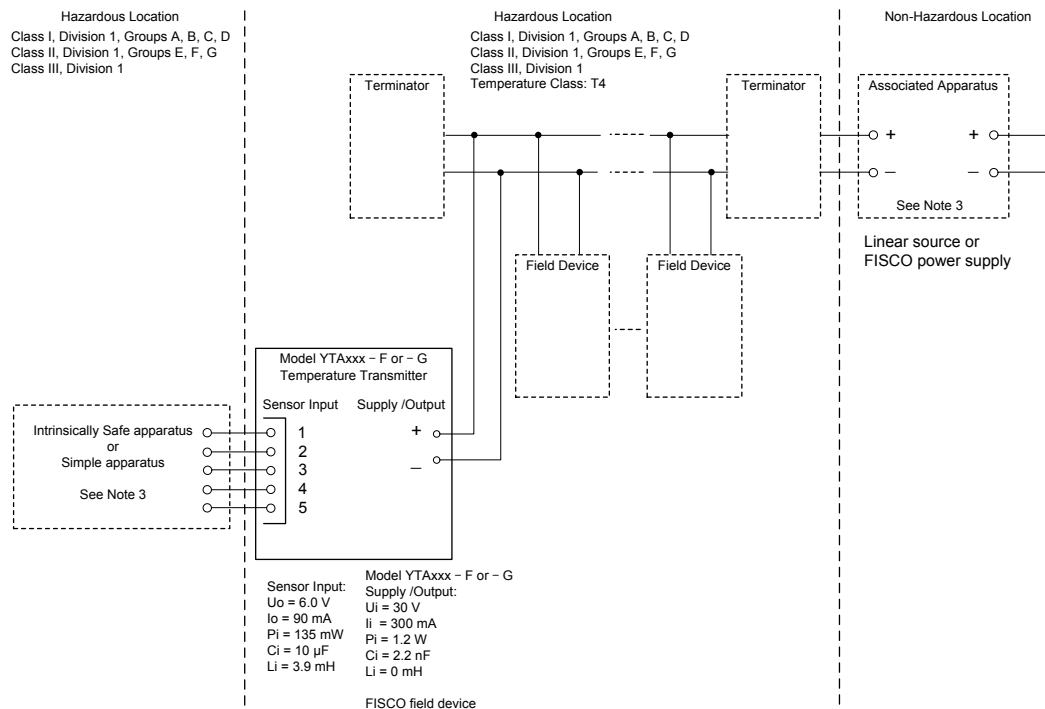 Hazardous Location
Class I, Division 1, Groups A, B, C, D
Class II, Division 1, Groups E, F, G
Class III, Division 1
Hazardous Location
Class I, Division 1, Groups A, B, C, D
Class II, Division 1, Groups E, F, G
Class III, Division 1
Temperature Class: T4
Non-Hazardous Location
Terminator
Terminator
Associated Apparatus
+ +
– –
See Note 3
Linear source or
FISCO power supply
Field Device
Field Device
Model YTAxxx – F or – G
Temperature Transmitter
Sensor Input
Supply /Output
1
2
3
4
5
+
–
Intrinsically Safe apparatus
or
Simple apparatus
See Note 3
Sensor Input:
Uo = 6.0 V
Io = 90 mA
Pi = 135 mW
Ci = 10 µF
Li = 3.9 mH
Model YTAxxx – F or – G
Supply /Output:
Ui = 30 V
Ii = 300 mA
Pi = 1.2 W
Ci = 2.2 nF
Li = 0 mH
FISCO field device